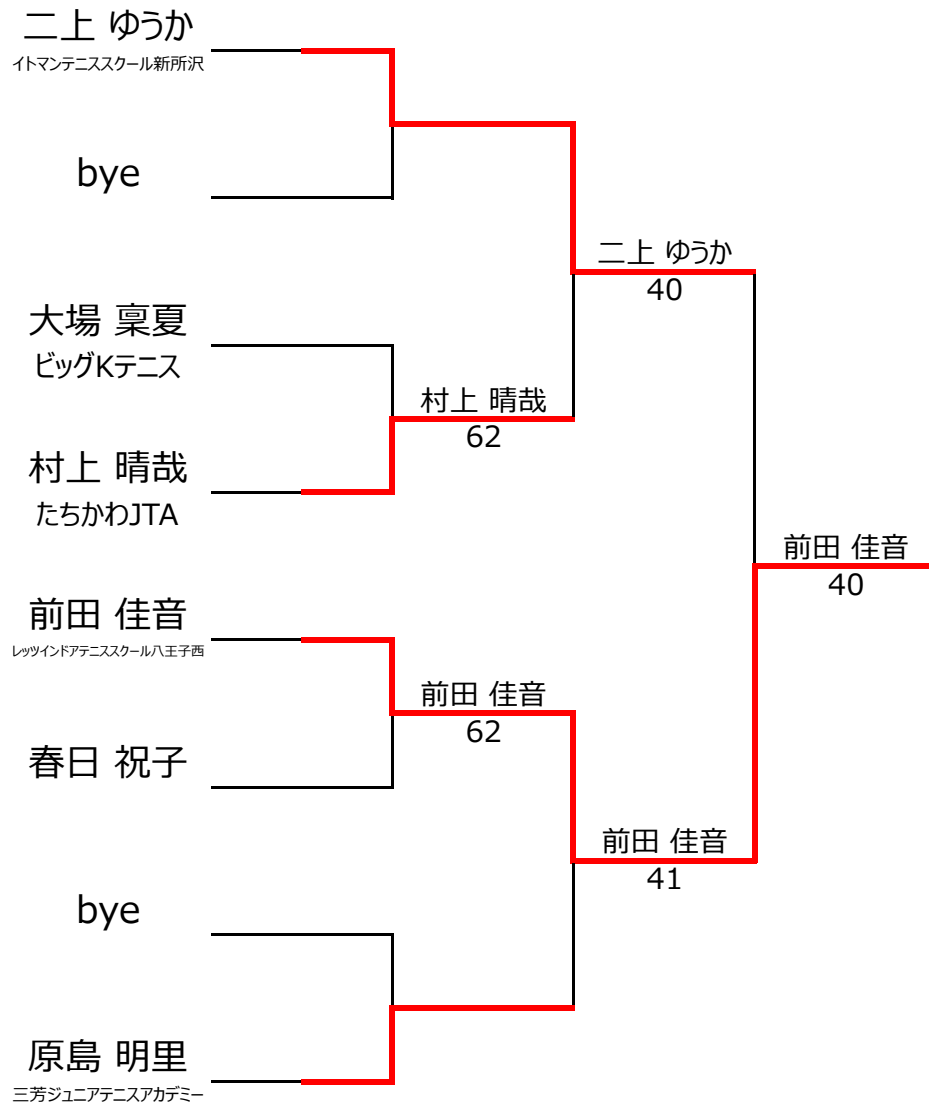 二上 ゆうか
イトマンテニススクール新所沢
bye
二上 ゆうか
40
大場 稟夏
ビッグKテニス
村上 晴哉
62
村上 晴哉
たちかわJTA
前田 佳音
40
前田 佳音
レッツインドアテニススクール八王子西
前田 佳音
62
春日 祝子
前田 佳音
41
bye
原島 明里
三芳ジュニアテニスアカデミー